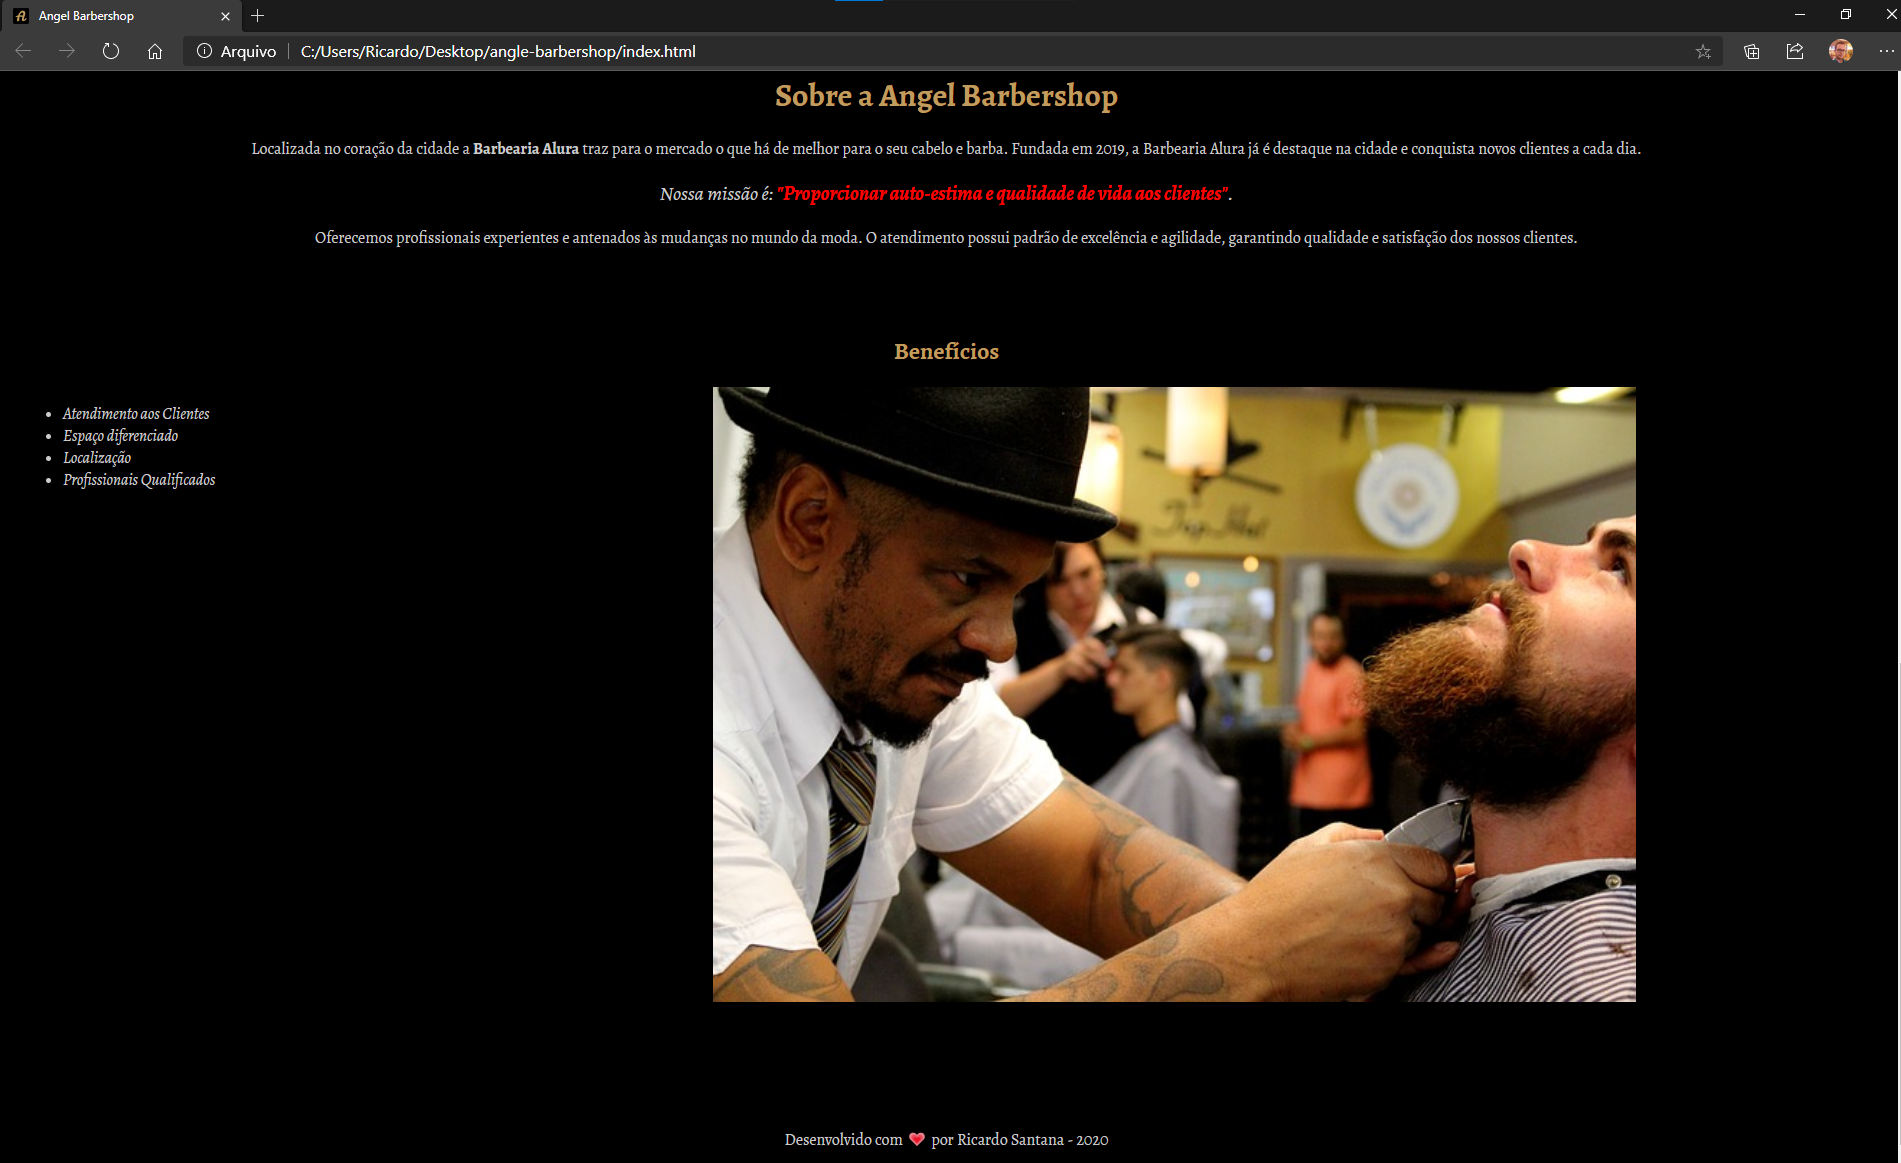 Angel Barbershop
Arquivo C:/Users/Ricardo/Desktop/angle-barbershop/index.html
Sobre a Angel Barbershop
Localizada no coração da cidade a Barbearia Alura traz para o mercado o que há de melhor para o seu cabelo e barba. Fundada em 2019, a Barbearia Alura já é destaque na cidade e conquista novos clientes a cada dia.
Nossa missão é: "Proporcionar auto-estima e qualidade de vida aos clientes".
Oferecemos profissionais experientes e antenados às mudanças no mundo da moda. O atendimento possui padrão de excelência e agilidade, garantindo qualidade e satisfação dos nossos clientes.
Benefícios
Atendimento aos Clientes
Espaço diferenciado
Localização
Profissionais Qualificados
Top Hat
Desenvolvido com ❤ por Ricardo Santana - 2020